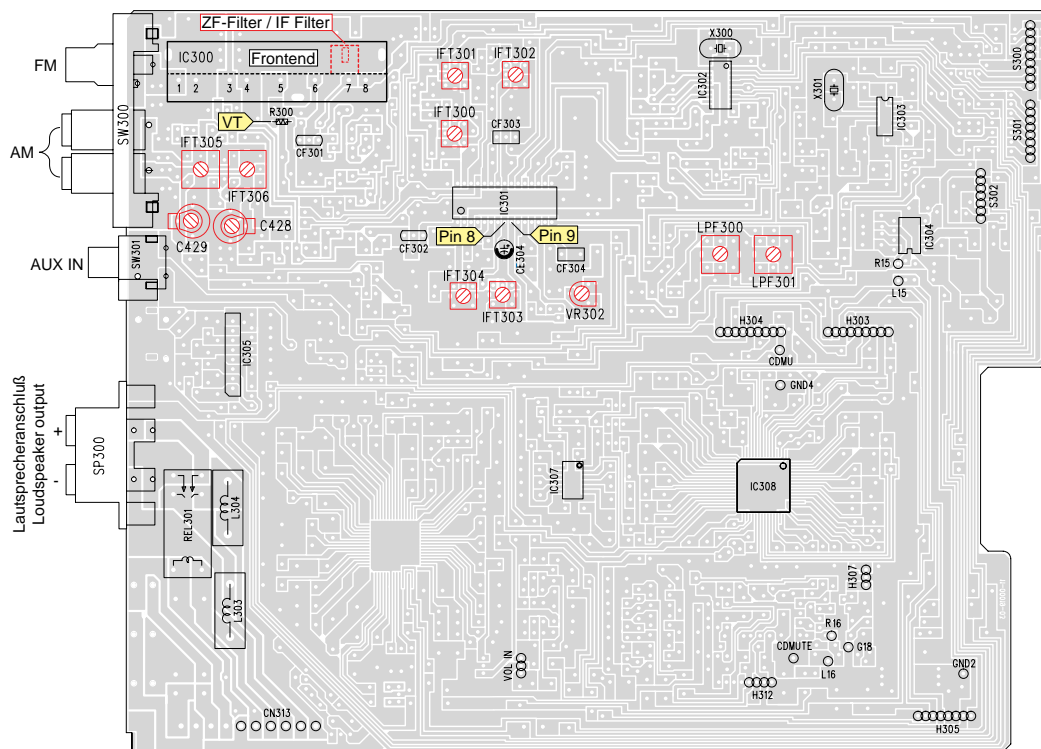 ZF-Filter / IF Filter
FM
AM
AUX IN
Lautsprecheranschluß
Loudspeaker output
+
-
SW300
SW301
SP300
IC300
Frontend
1 2 3 4 5 6 7 8
VT
R300
CF301
IFT305
IFT306
C429
C428
IFT301
IFT302
IFT300
CF303
IC301
CF302
Pin 8
Pin 9
CE304
CF304
IFT304
IFT303
VR302
X300
IC302
X301
IC303
S300
S301
S302
IC304
LPF300
LPF301
R15
L15
H304
H303
CDMU
GND4
IC305
REL301
L304
L303
IC307
IC308
H307
R16
G18
CDMUTE
L16
H312
VOL IN
GND2
H305
CN313